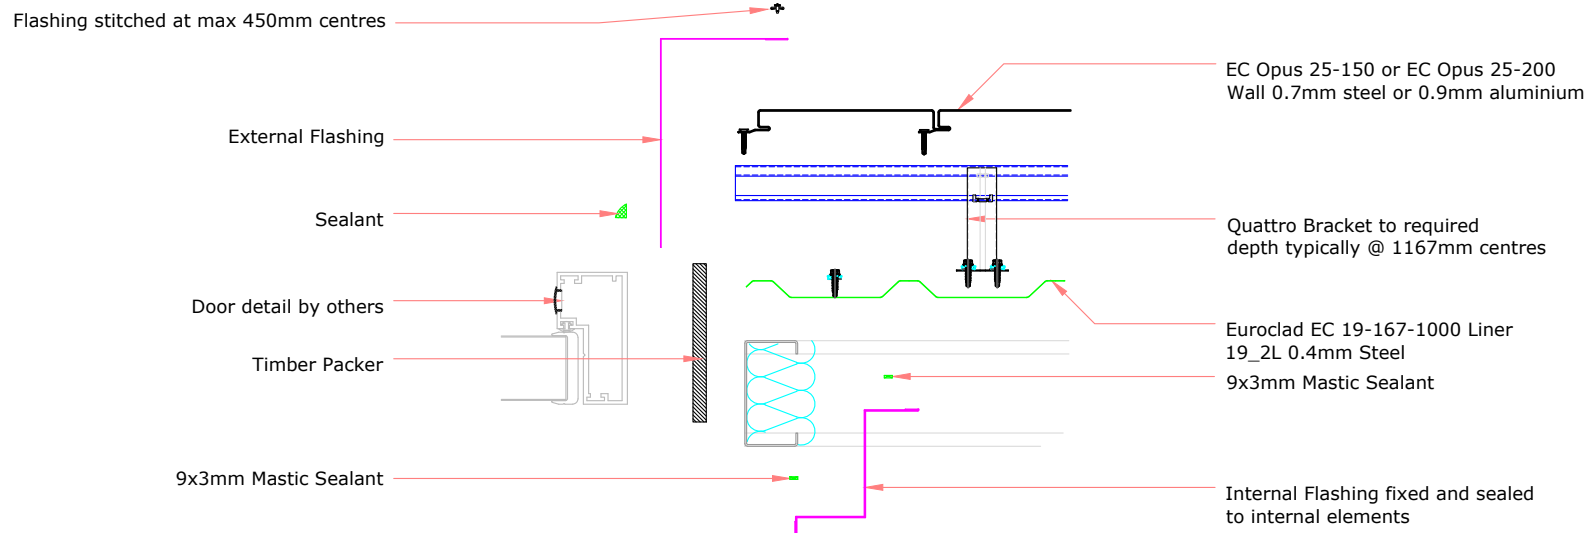 Flashing stitched at max 450mm centres
External Flashing
Sealant
Door detail by others
Timber Packer
9x3mm Mastic Sealant
EC Opus 25-150 or EC Opus 25-200
Wall 0.7mm steel or 0.9mm aluminium
Quattro Bracket to required
depth typically @ 1167mm centres
Euroclad EC 19-167-1000 Liner
19_2L 0.4mm Steel
9x3mm Mastic Sealant
Internal Flashing fixed and sealed
to internal elements